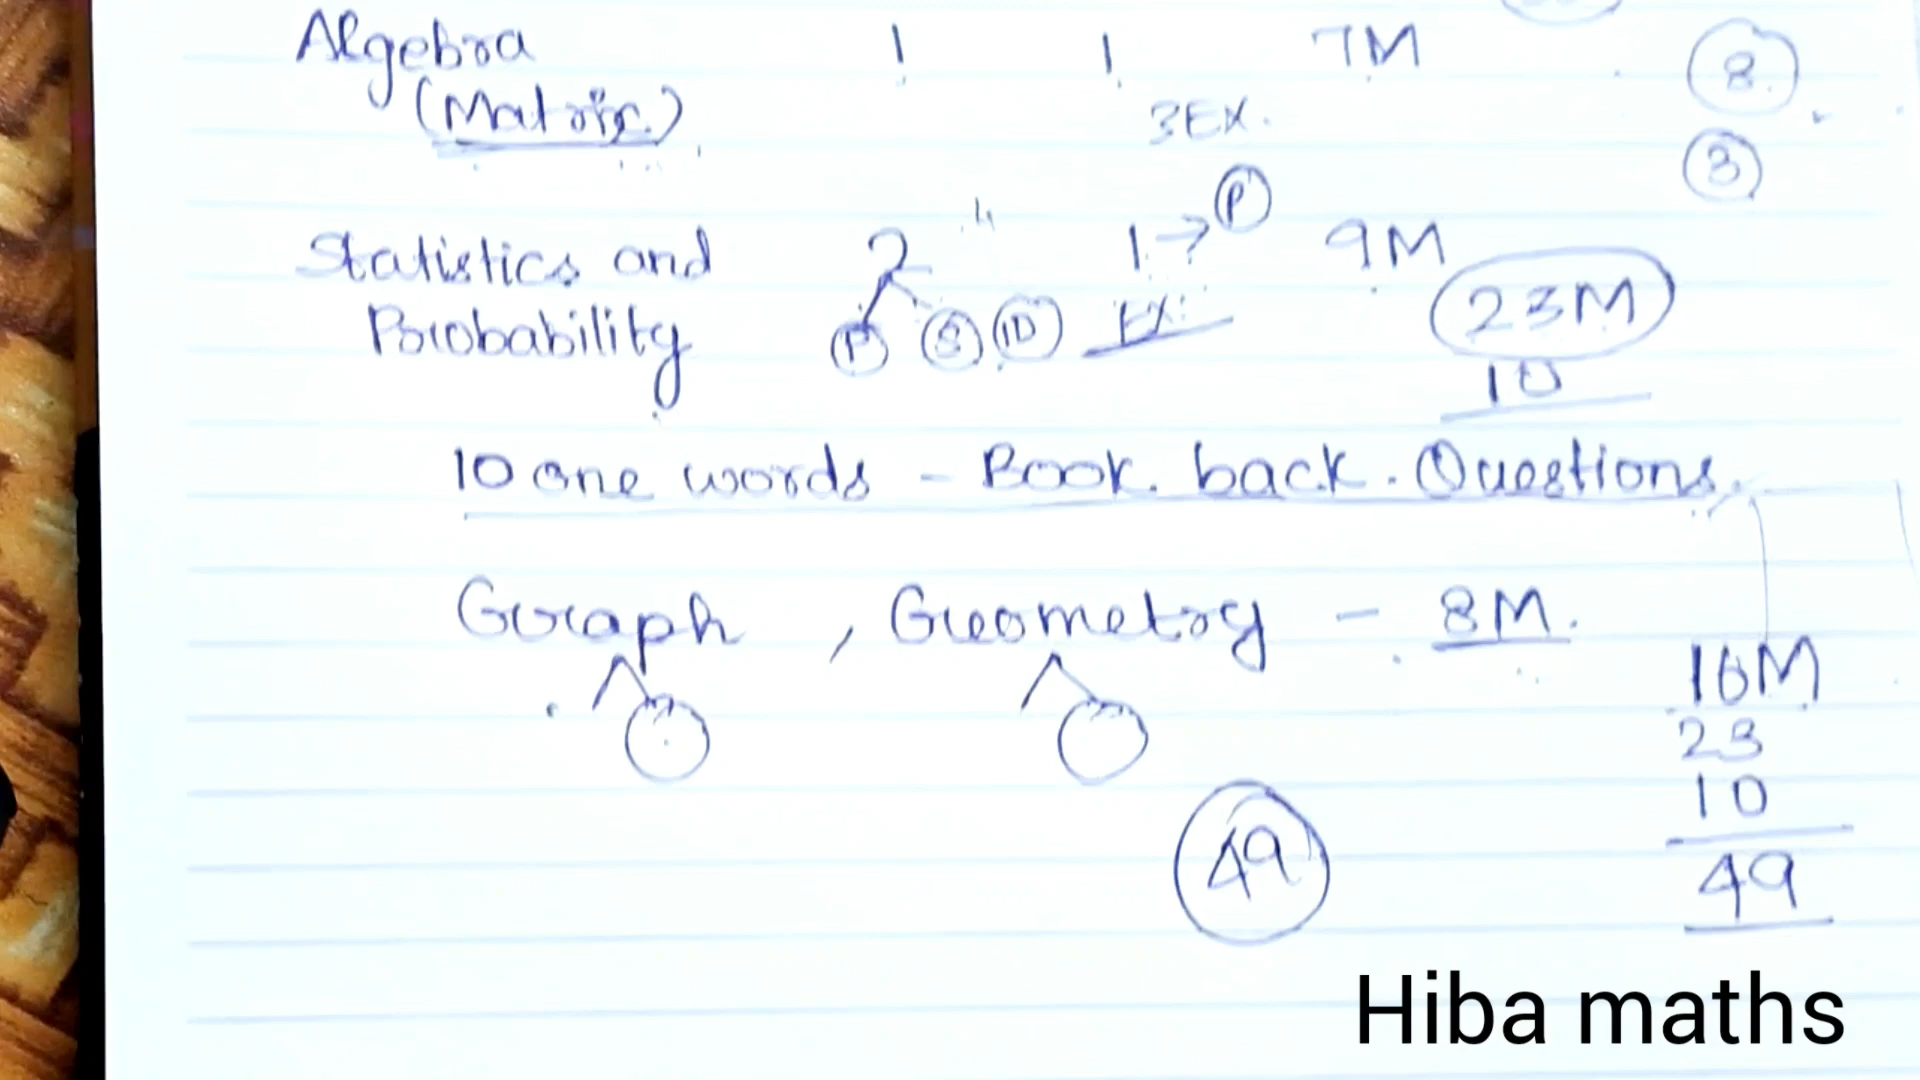 Algebra 1 1 7M 8
(Matrix) 3EX. 3
Statistics and 2 1 → P 9M
Probability P S 1D EX: 23M
10
10 one words - Book back. Questions.
Graph, Geometry - 8M.
16M
23
10
49 49
Hiba maths